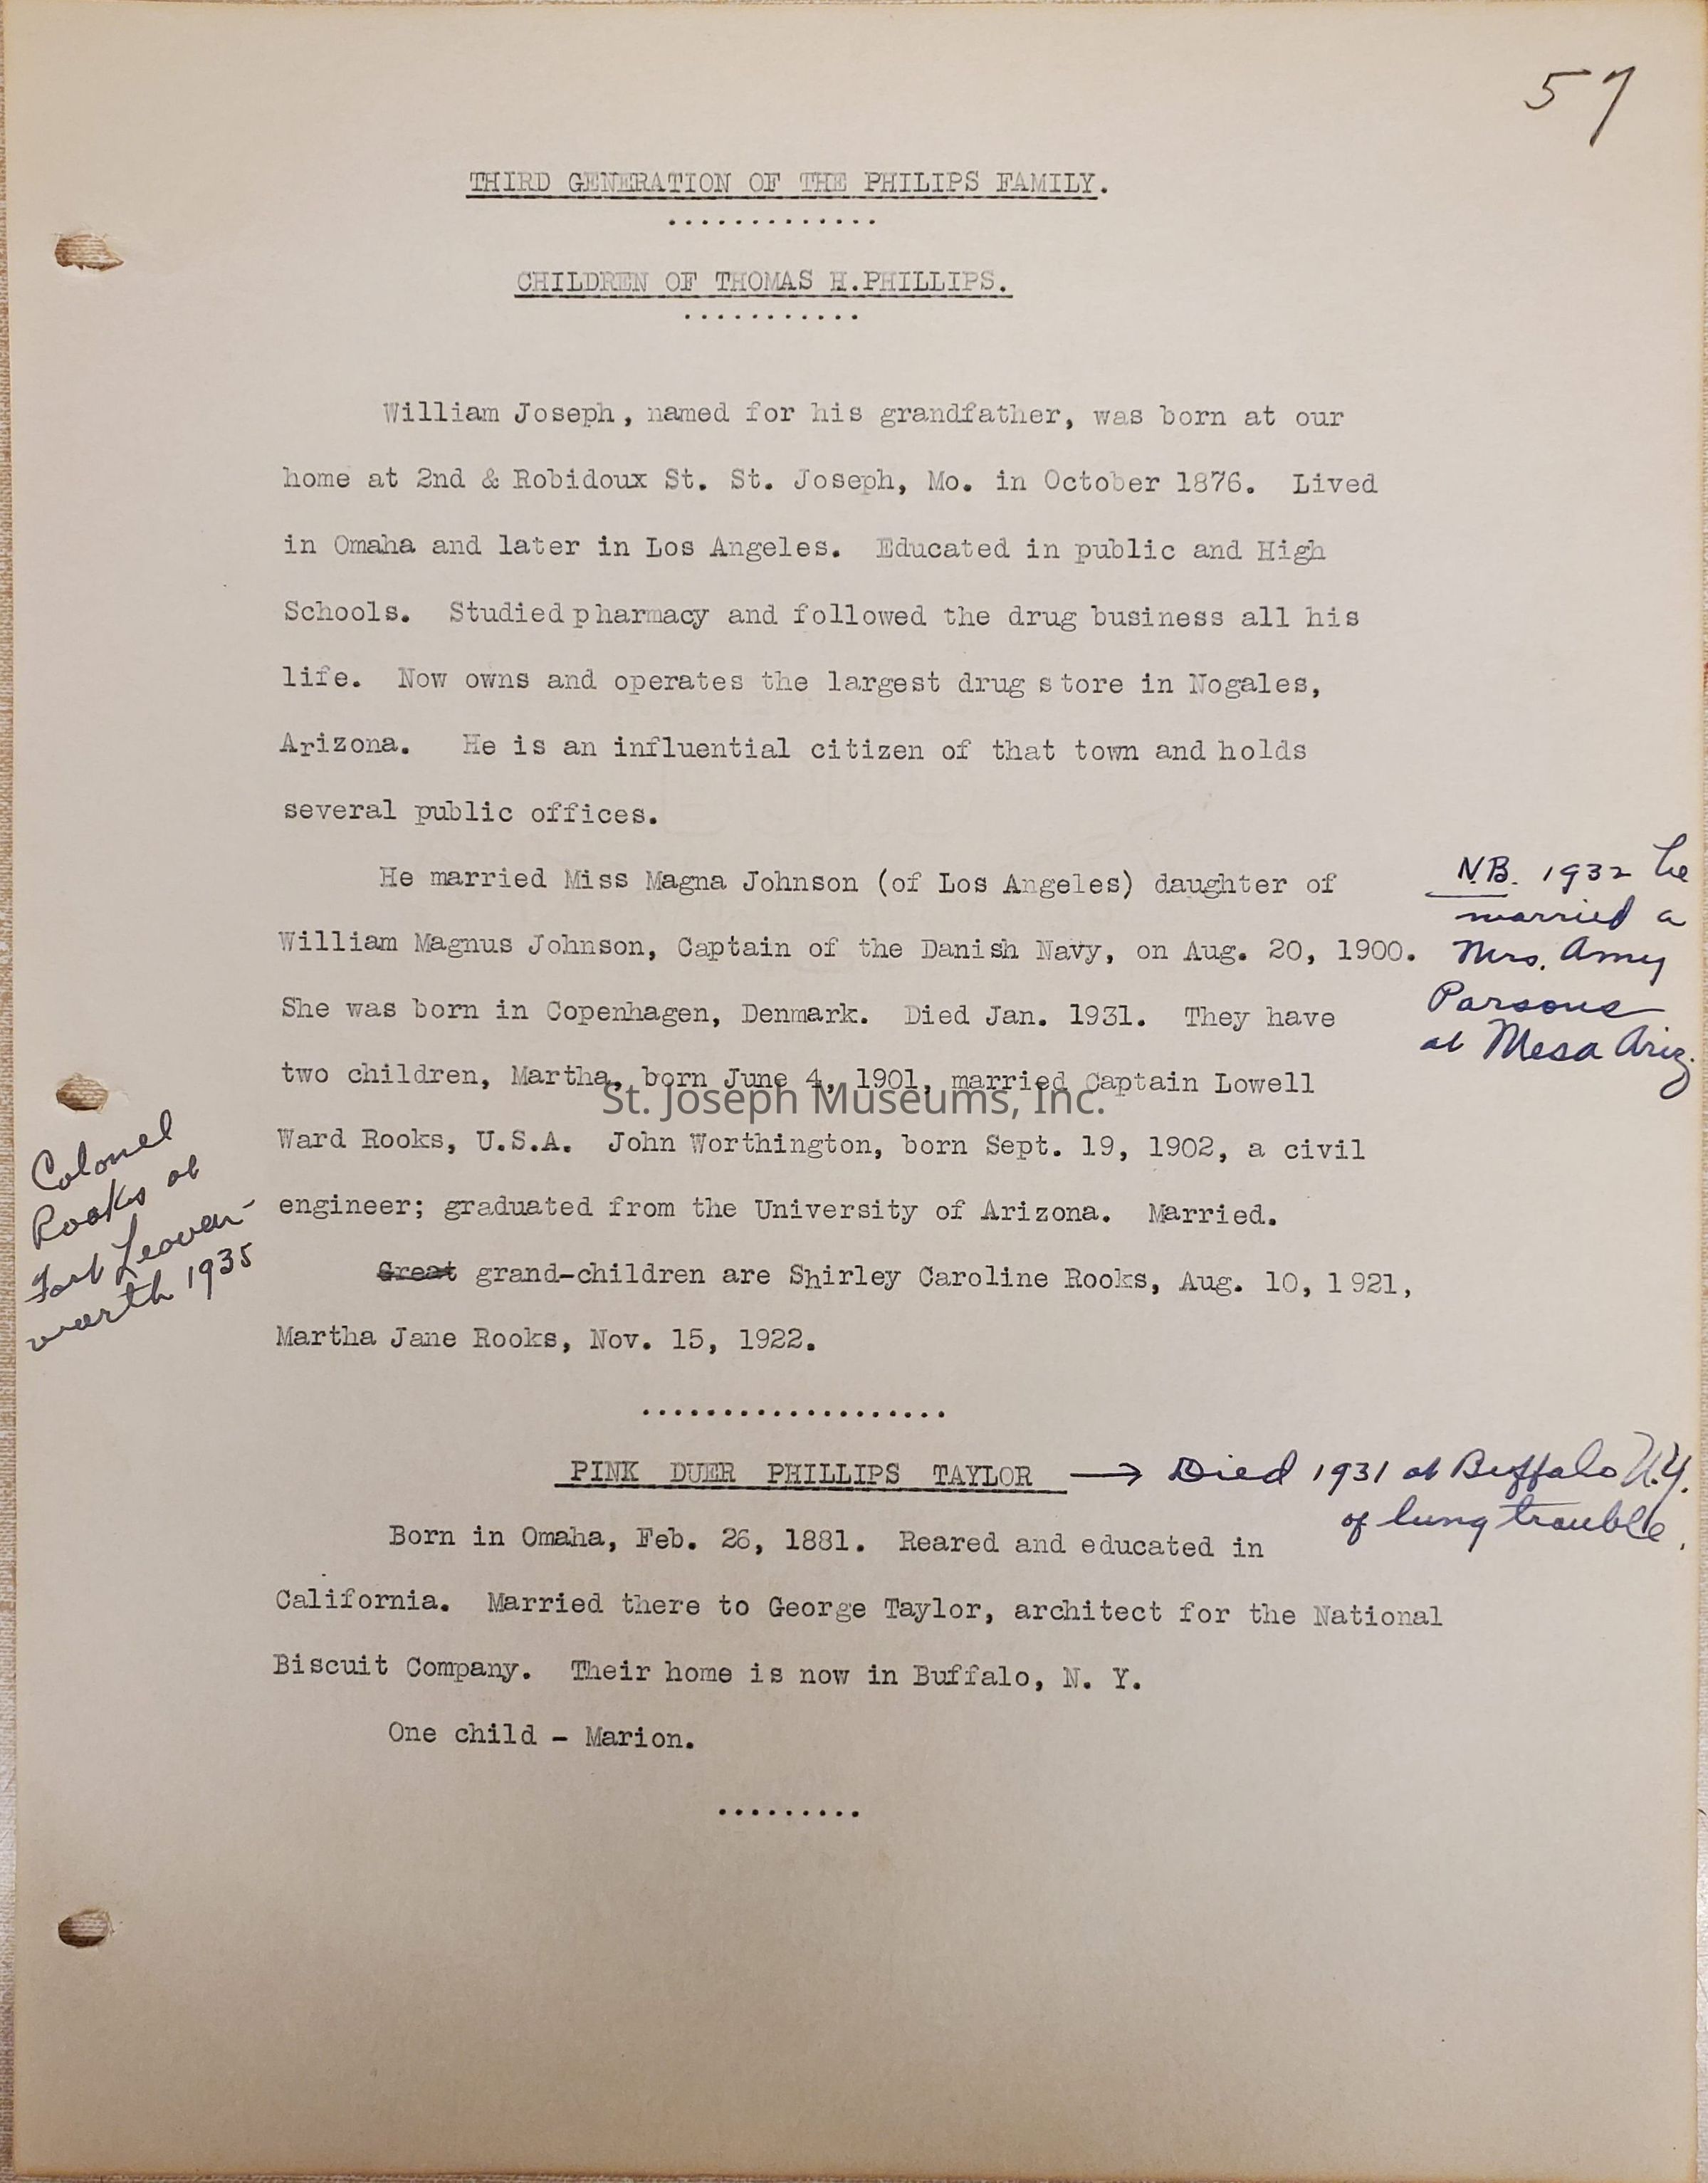 57
THIRD GENERATION OF THE PHILIPS FAMILY.
.............
CHILDREN OF THOMAS H.PHILLIPS.
...........
William Joseph, named for his grandfather, was born at our
home at 2nd & Robidoux St. St. Joseph, Mo. in October 1876. Lived
in Omaha and later in Los Angeles. Educated in public and High
Schools. Studied pharmacy and followed the drug business all his
life. Now owns and operates the largest drug store in Nogales,
Arizona. He is an influential citizen of that town and holds
several public offices.
He married Miss Magna Johnson (of Los Angeles) daughter of
William Magnus Johnson, Captain of the Danish Navy, on Aug. 20, 1900.
She was born in Copenhagen, Denmark. Died Jan. 1931. They have
two children, Martha, born June 4, 1901, married Captain Lowell
Ward Rooks, U.S.A. John Worthington, born Sept. 19, 1902, a civil
engineer; graduated from the University of Arizona. Married.
Great grand-children are Shirley Caroline Rooks, Aug. 10, 1921,
Martha Jane Rooks, Nov. 15, 1922.
N.B. 1932 he
married a
Mrs. Amy
Parsons
at Mesa Ariz.
St. Joseph Museums, Inc.
Colonel
Rooks at
Fort Leaven-
worth 1935
...................
PINK DUER PHILLIPS TAYLOR → Died 1931 at Buffalo N.Y.
of lung trouble.
Born in Omaha, Feb. 26, 1881. Reared and educated in
California. Married there to George Taylor, architect for the National
Biscuit Company. Their home is now in Buffalo, N. Y.
One child - Marion.
.........